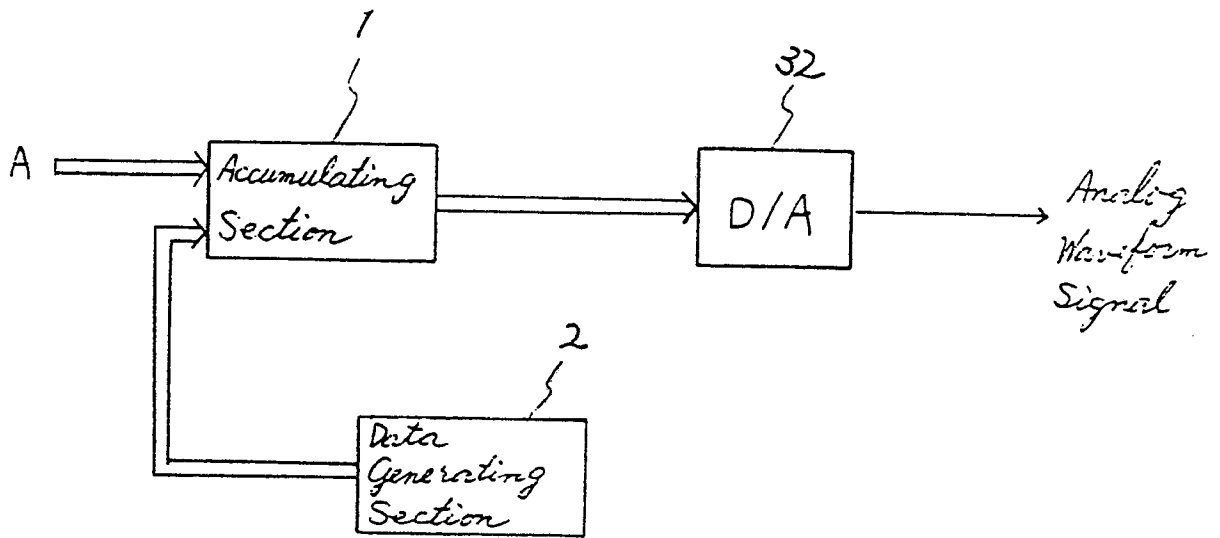 1
32
A
Accumulating
Section
D/A
Analog
Waveform
Signal
2
Data
Generating
Section